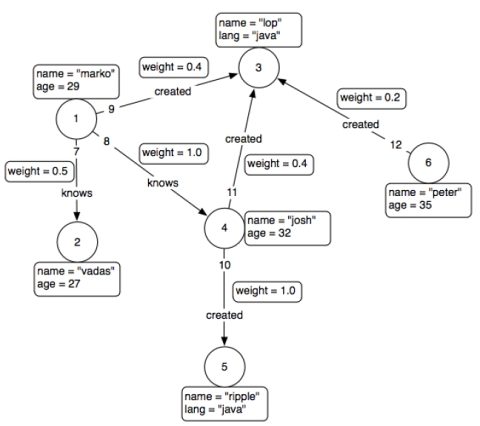 name = "lop"
lang = "java"
3
weight = 0.4
created
9
name = "marko"
age = 29
1
7
8
weight = 0.5
knows
weight = 1.0
knows
2
name = "vadas"
age = 27
created
weight = 0.4
11
weight = 0.2
created
12
6
name = "peter"
age = 35
4
name = "josh"
age = 32
10
weight = 1.0
created
5
name = "ripple"
lang = "java"